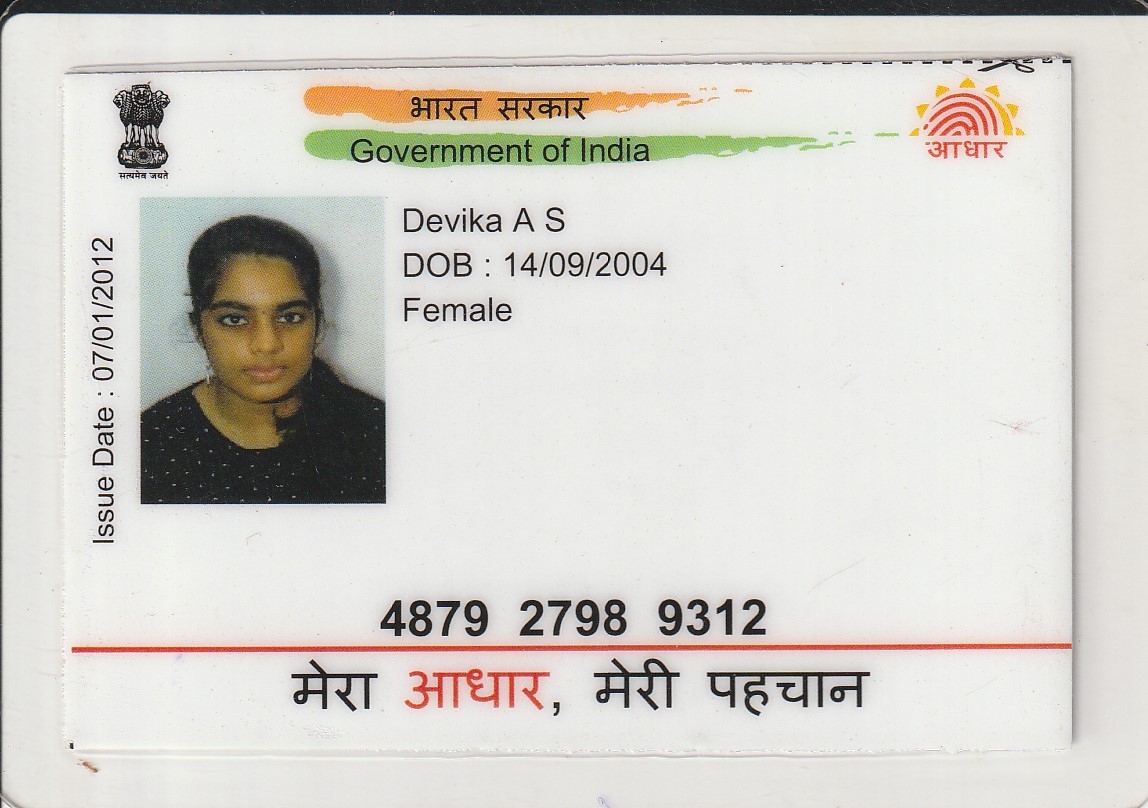 भारत सरकार
Government of India
सत्यमेव जयते
आधार
Issue Date : 07/01/2012
Devika A S
DOB : 14/09/2004
Female
4879 2798 9312
मेरा आधार, मेरी पहचान